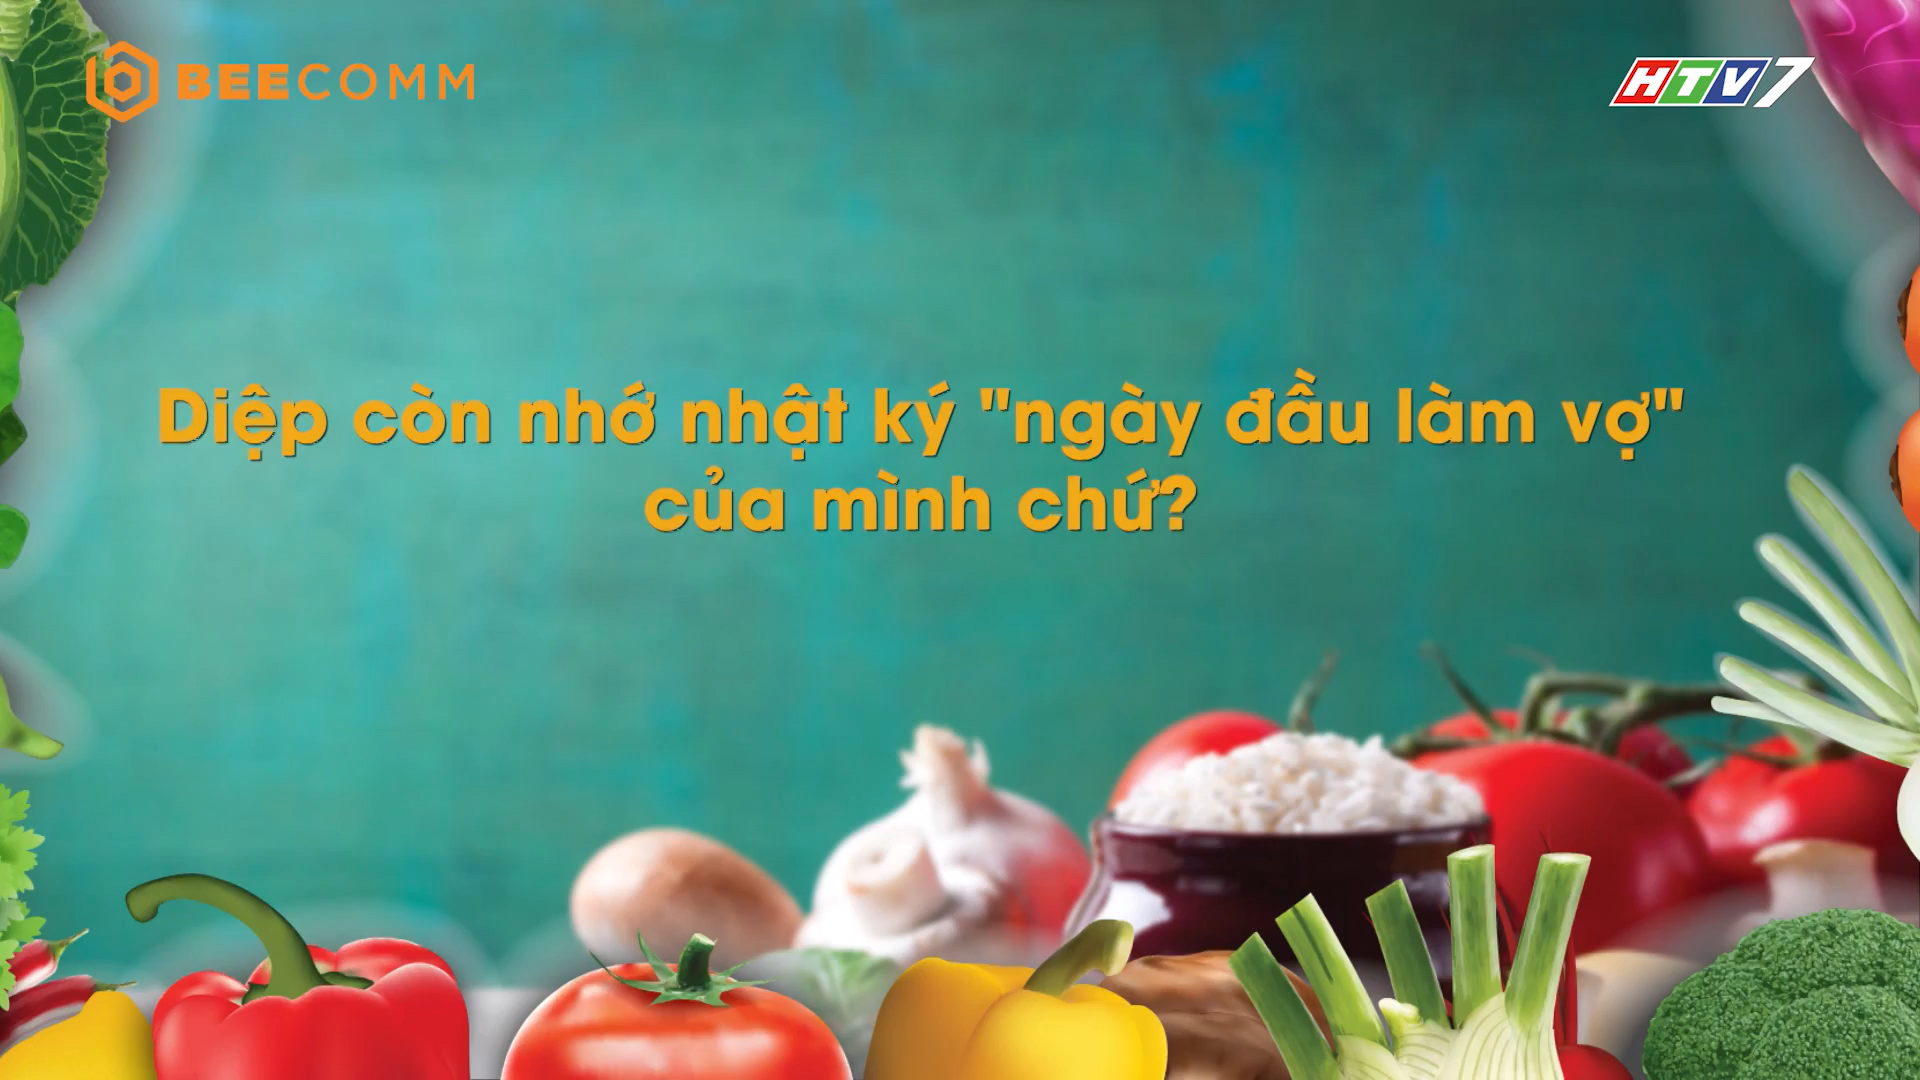 BEECOMM
HTV7
Diệp còn nhớ nhật ký "ngày đầu làm vợ"
của mình chứ?